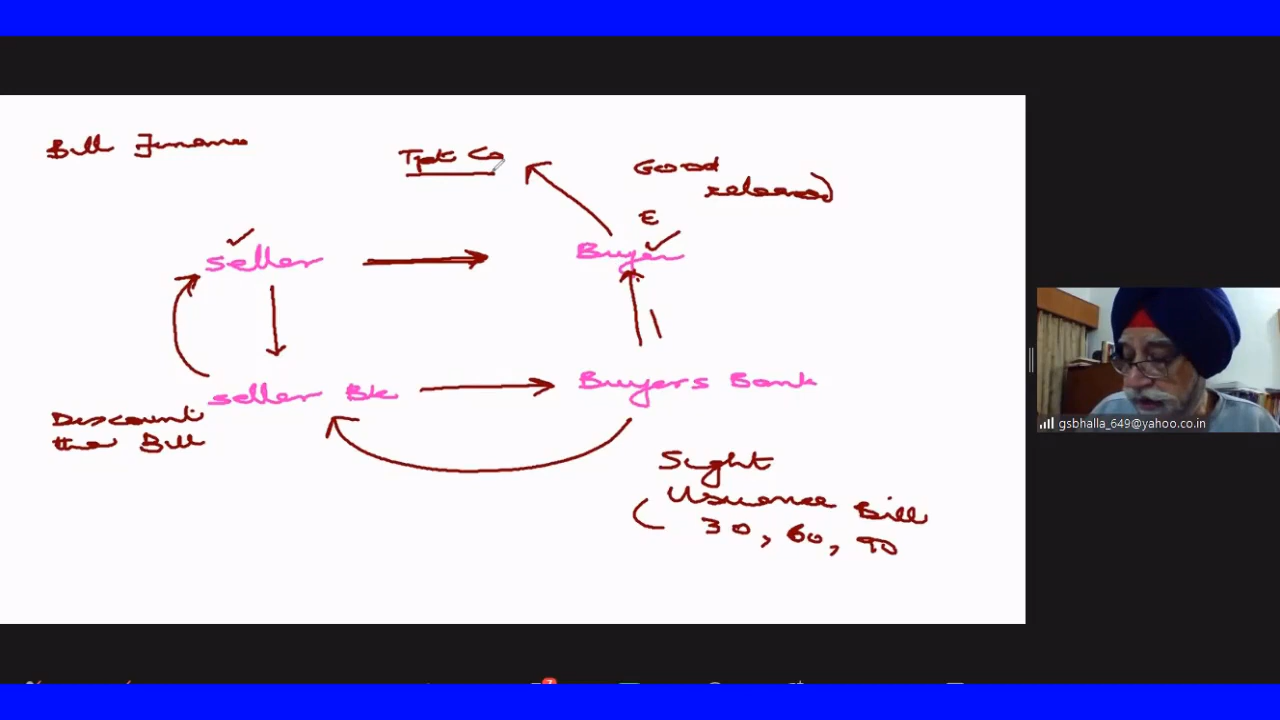 Bill Finance
Tpt Co
Good
released
E
Seller
Buyer
Seller Bk
Buyers Bank
Discount
the Bill
Sight
Usuance Bill
30, 60, 90
gsbhalla_649@yahoo.co.in